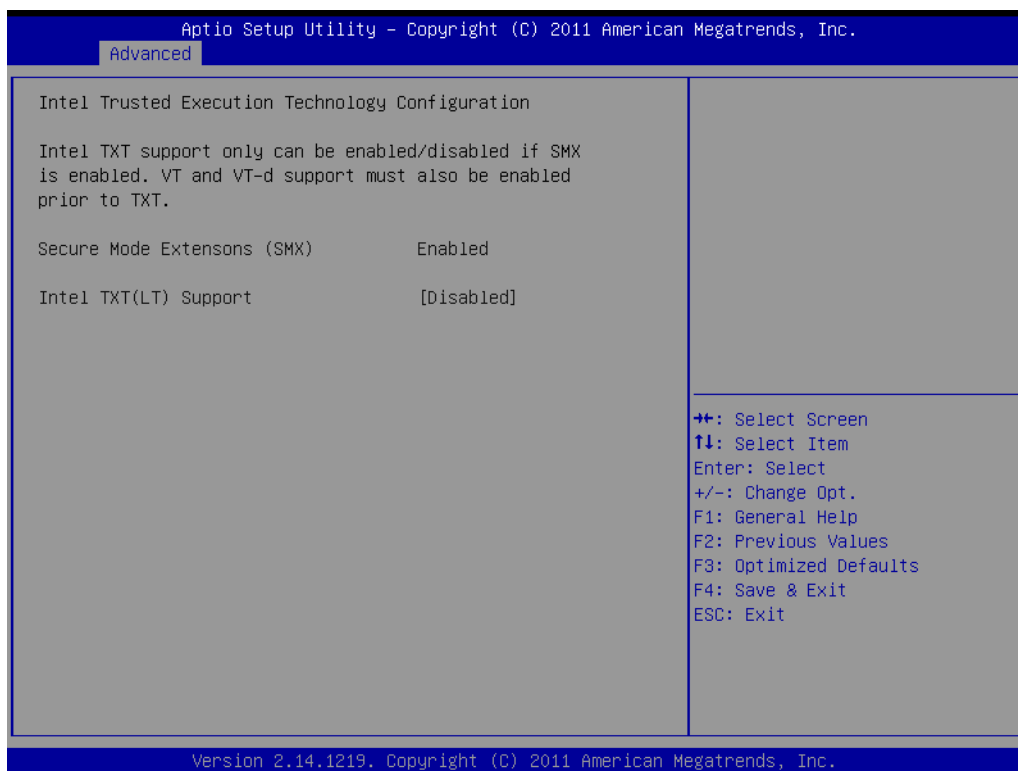 Aptio Setup Utility – Copyright (C) 2011 American Megatrends, Inc.
Advanced
Intel Trusted Execution Technology Configuration
Intel TXT support only can be enabled/disabled if SMX
is enabled. VT and VT-d support must also be enabled
prior to TXT.
Secure Mode Extensons (SMX) Enabled
Intel TXT(LT) Support [Disabled]
→←: Select Screen
↑↓: Select Item
Enter: Select
+/-: Change Opt.
F1: General Help
F2: Previous Values
F3: Optimized Defaults
F4: Save & Exit
ESC: Exit
Version 2.14.1219. Copyright (C) 2011 American Megatrends, Inc.